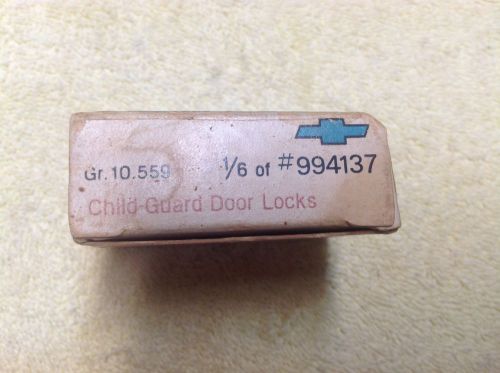 Gr. 10.559 1/6 of #994137
Child Guard Door Locks